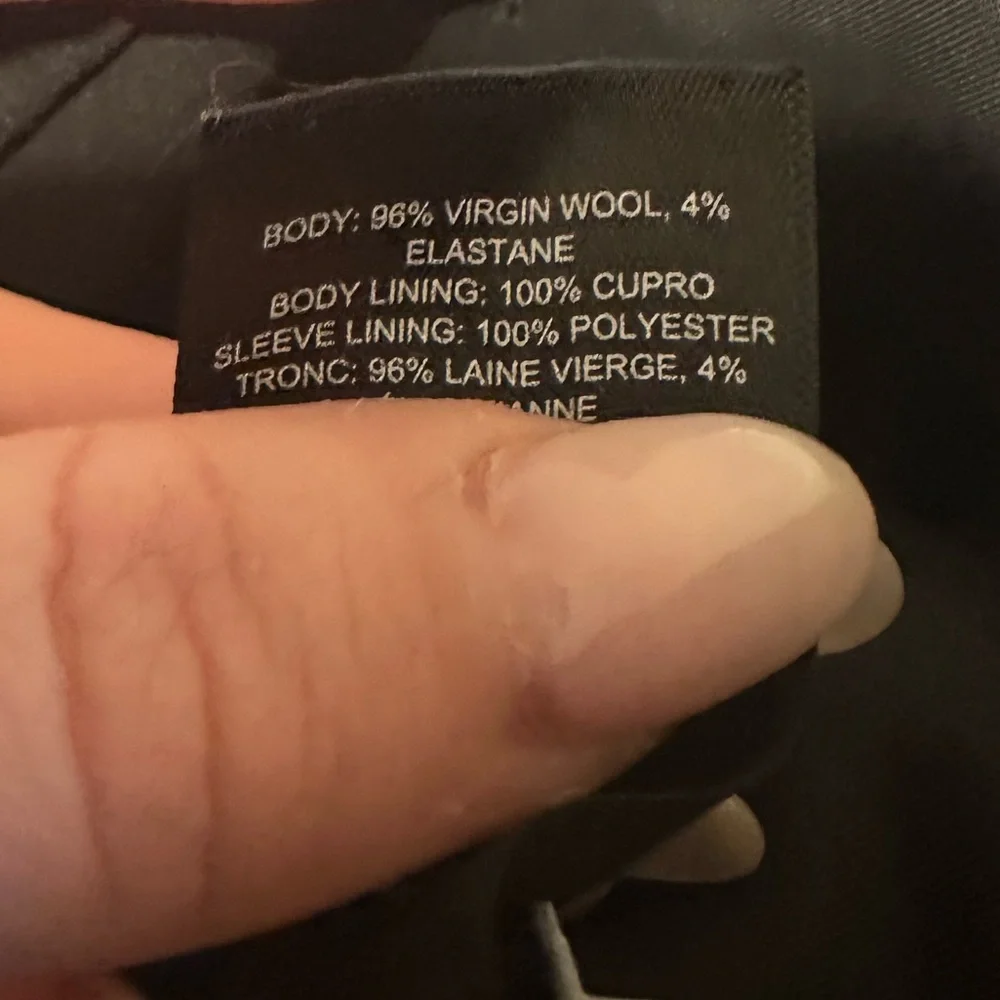 BODY: 96% VIRGIN WOOL, 4%
ELASTANE
BODY LINING: 100% CUPRO
SLEEVE LINING: 100% POLYESTER
TRONC: 96% LAINE VIERGE, 4%